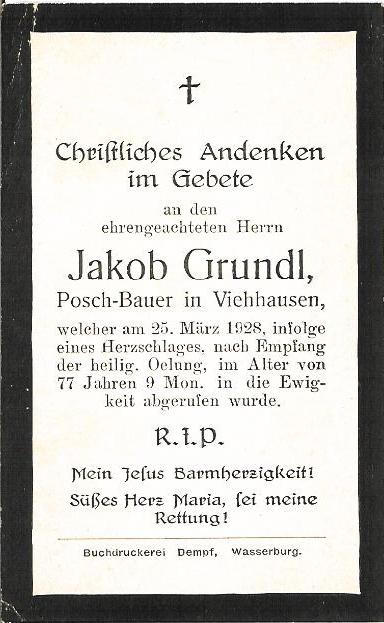 Christliches Andenken
im Gebete
an den
ehrengeachteten Herrn
Jakob Grundl,
Posch-Bauer in Viehhausen,
welcher am 25. März 1928, infolge
eines Herzschlages, nach Empfang
der heilig. Oelung, im Alter von
77 Jahren 9 Mon. in die Ewig-
keit abgerufen wurde.
R.I.P.
Mein Jesus Barmherzigkeit!
Süßes Herz Maria, sei meine
Rettung!
Buchdruckerei Dempf, Wasserburg.